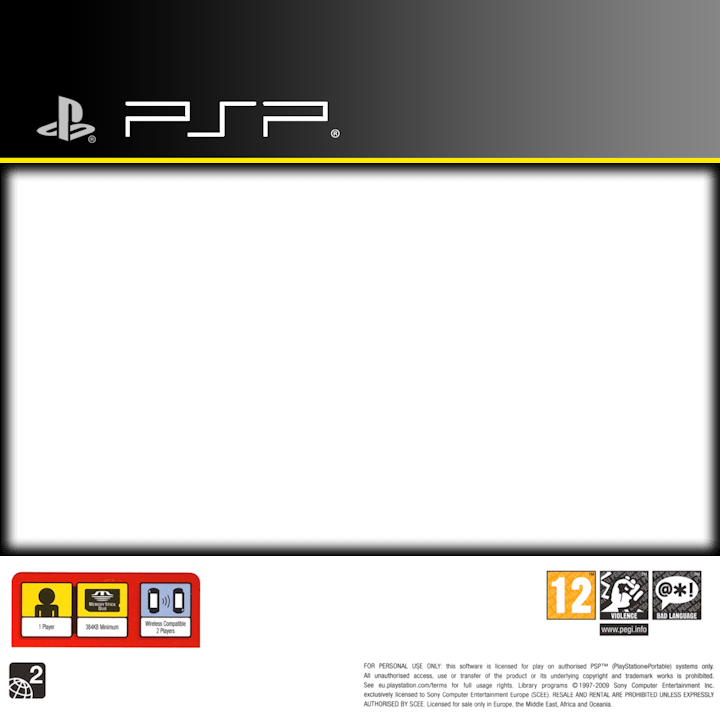 PSP®
®
12
™
@*!
VIOLENCE
BAD LANGUAGE
www.pegi.info
MEMORY STICK
DUO
1 Player
384KB Minimum
Wireless Compatible
2 Players
2
FOR PERSONAL USE ONLY: this software is licensed for play on authorised PSP™ (PlayStation®Portable) systems only.
All unauthorised access, use or transfer of the product or its underlying copyright and trademark works is prohibited.
See eu.playstation.com/terms for full usage rights. Library programs ©1997-2009 Sony Computer Entertainment Inc.
exclusively licensed to Sony Computer Entertainment Europe (SCEE). RESALE AND RENTAL ARE PROHIBITED UNLESS EXPRESSLY
AUTHORISED BY SCEE. Licensed for sale only in Europe, the Middle East, Africa and Oceania.